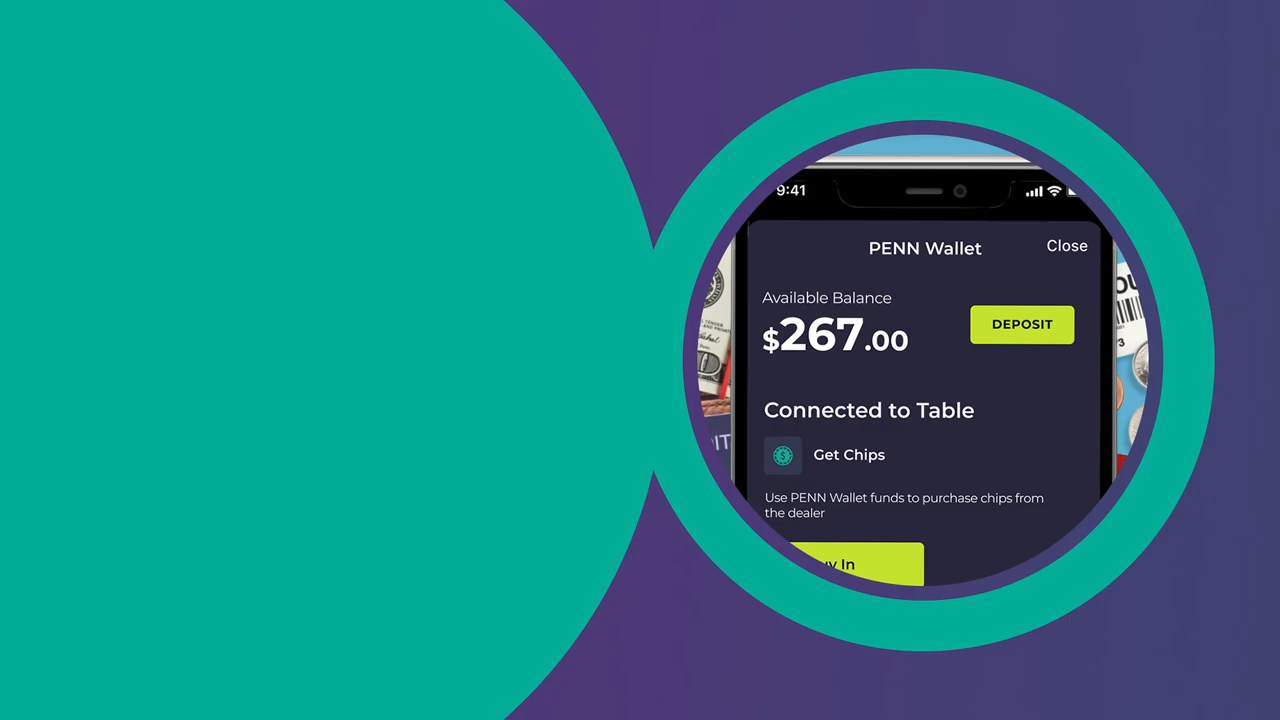 9:41
PENN Wallet
Close
Available Balance
$267.00
DEPOSIT
Connected to Table
Get Chips
Use PENN Wallet funds to purchase chips from
the dealer
In